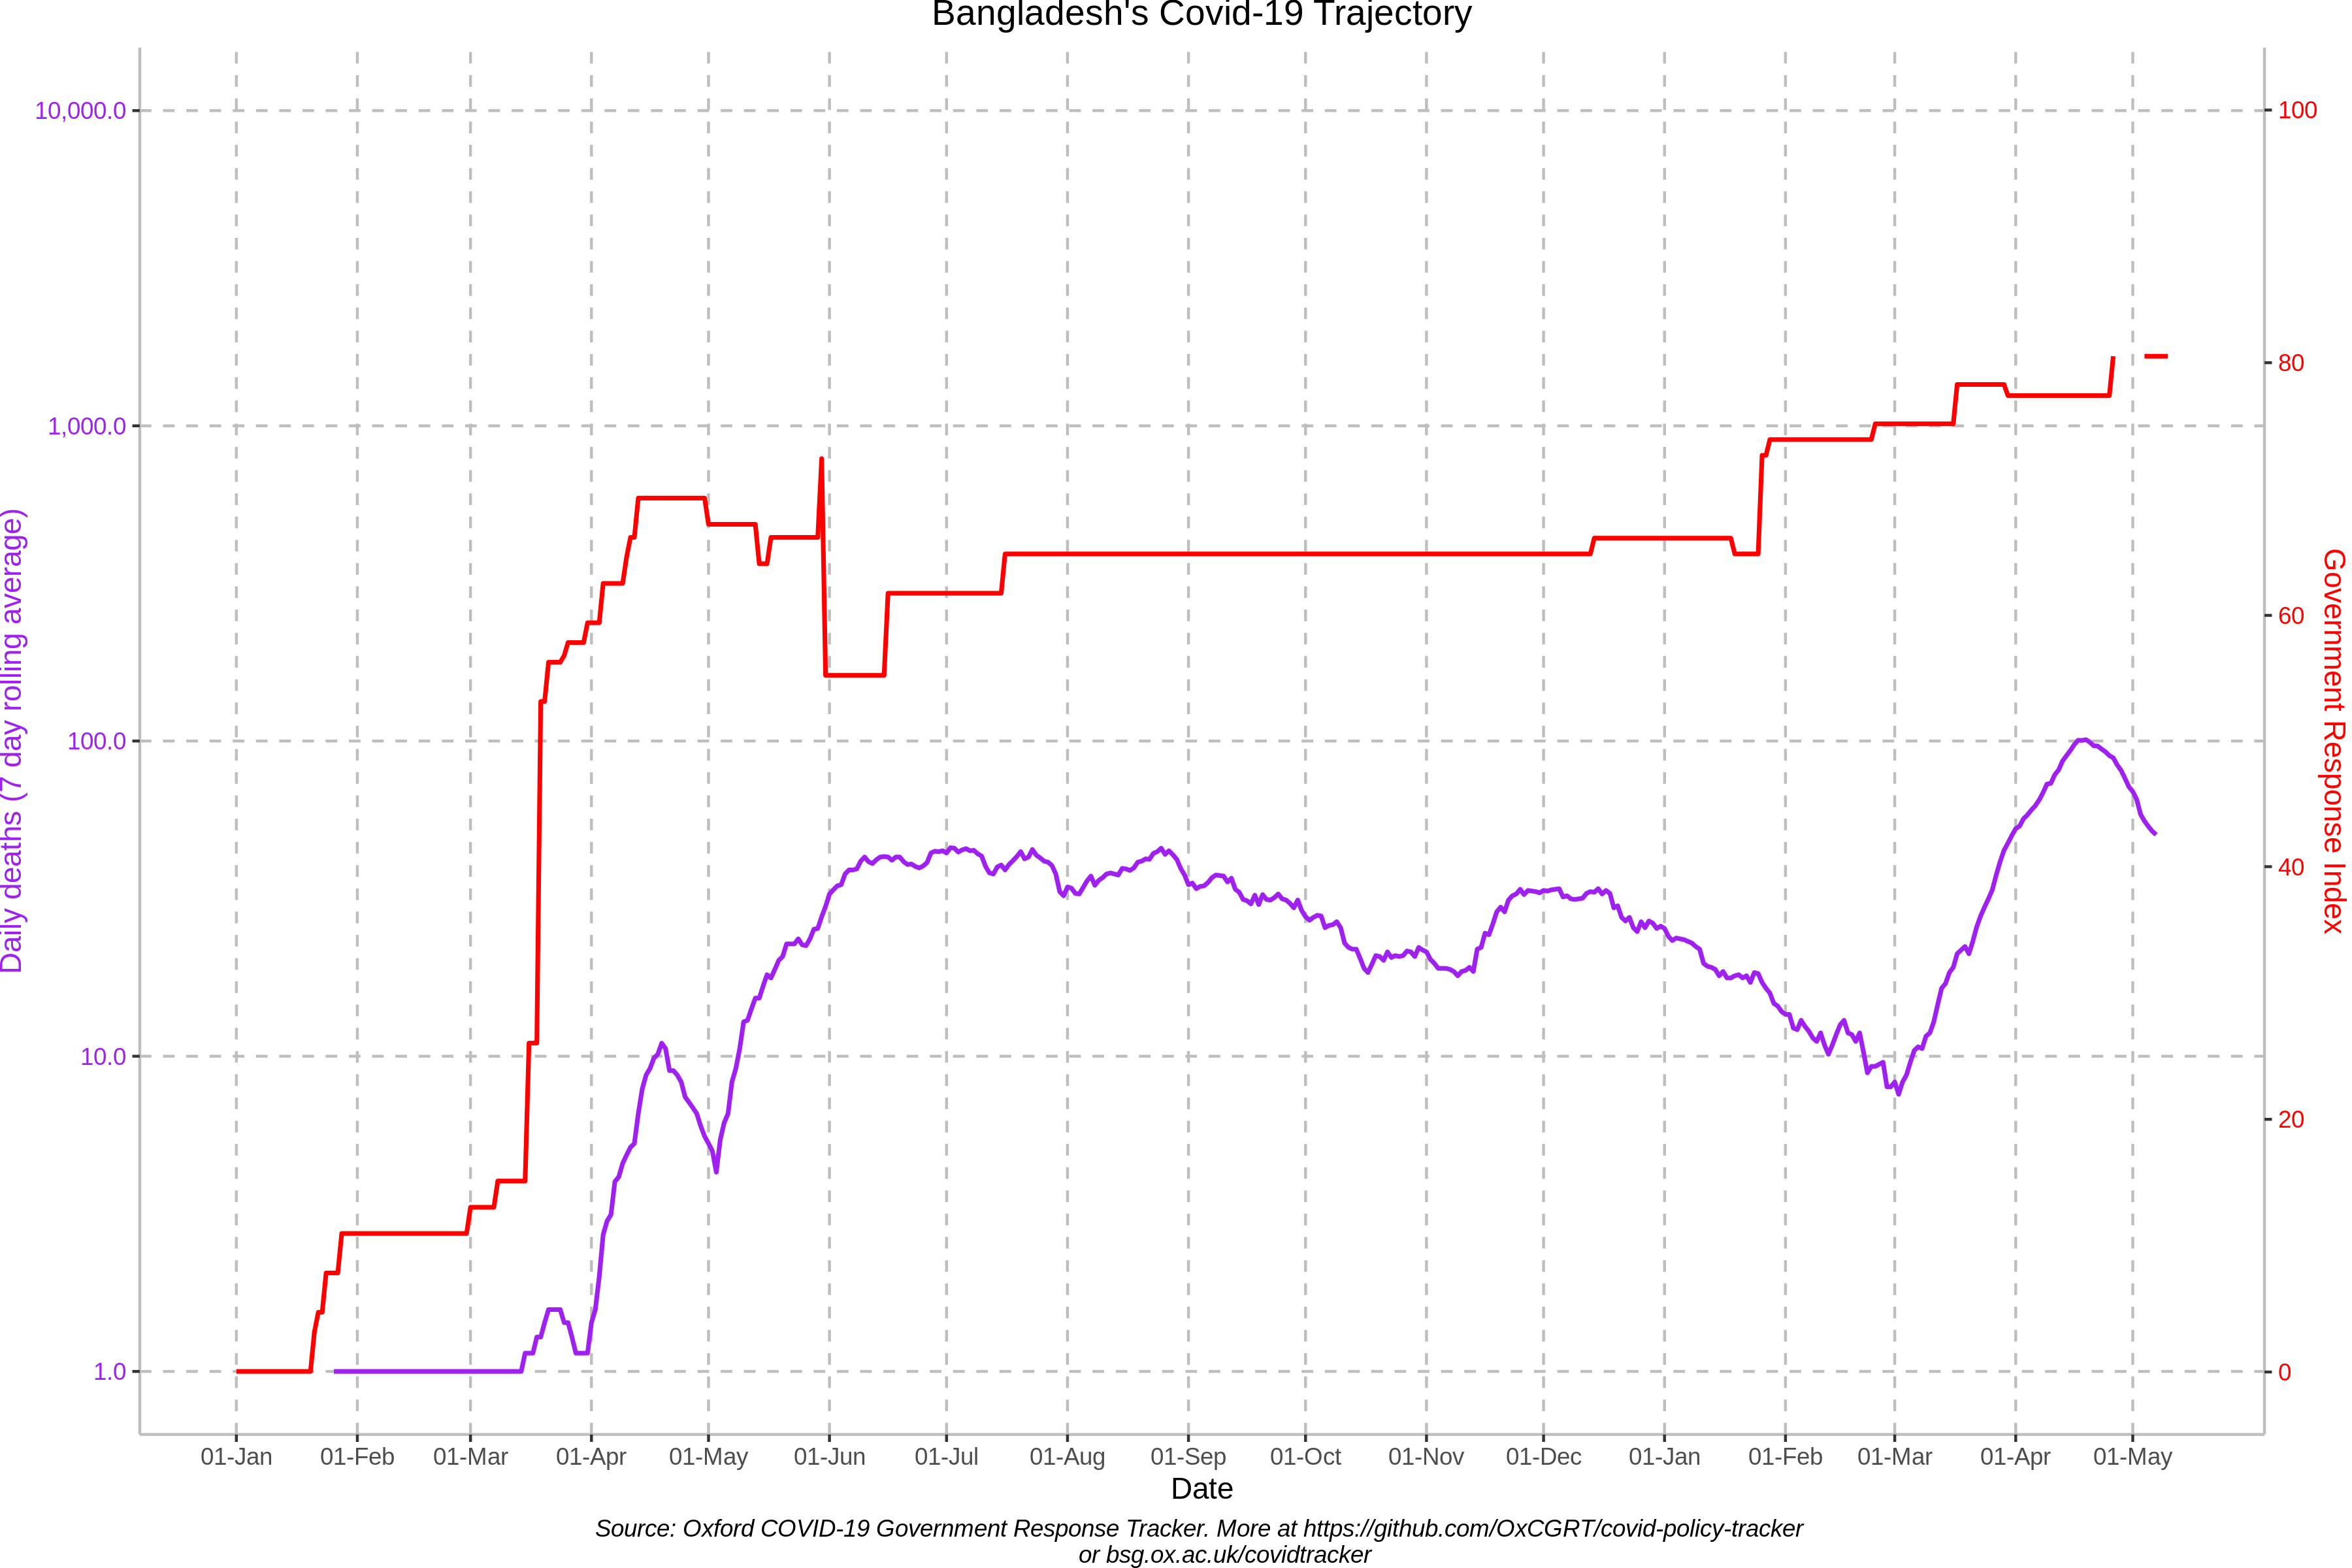 Bangladesh's Covid-19 Trajectory
Daily deaths (7 day rolling average)
10,000.0
1,000.0
100.0
10.0
1.0
100
80
60
40
20
0
Government Response Index
01-Jan 01-Feb 01-Mar 01-Apr 01-May 01-Jun 01-Jul 01-Aug 01-Sep 01-Oct 01-Nov 01-Dec 01-Jan 01-Feb 01-Mar 01-Apr 01-May
Date
Source: Oxford COVID-19 Government Response Tracker. More at https://github.com/OxCGRT/covid-policy-tracker
or bsg.ox.ac.uk/covidtracker